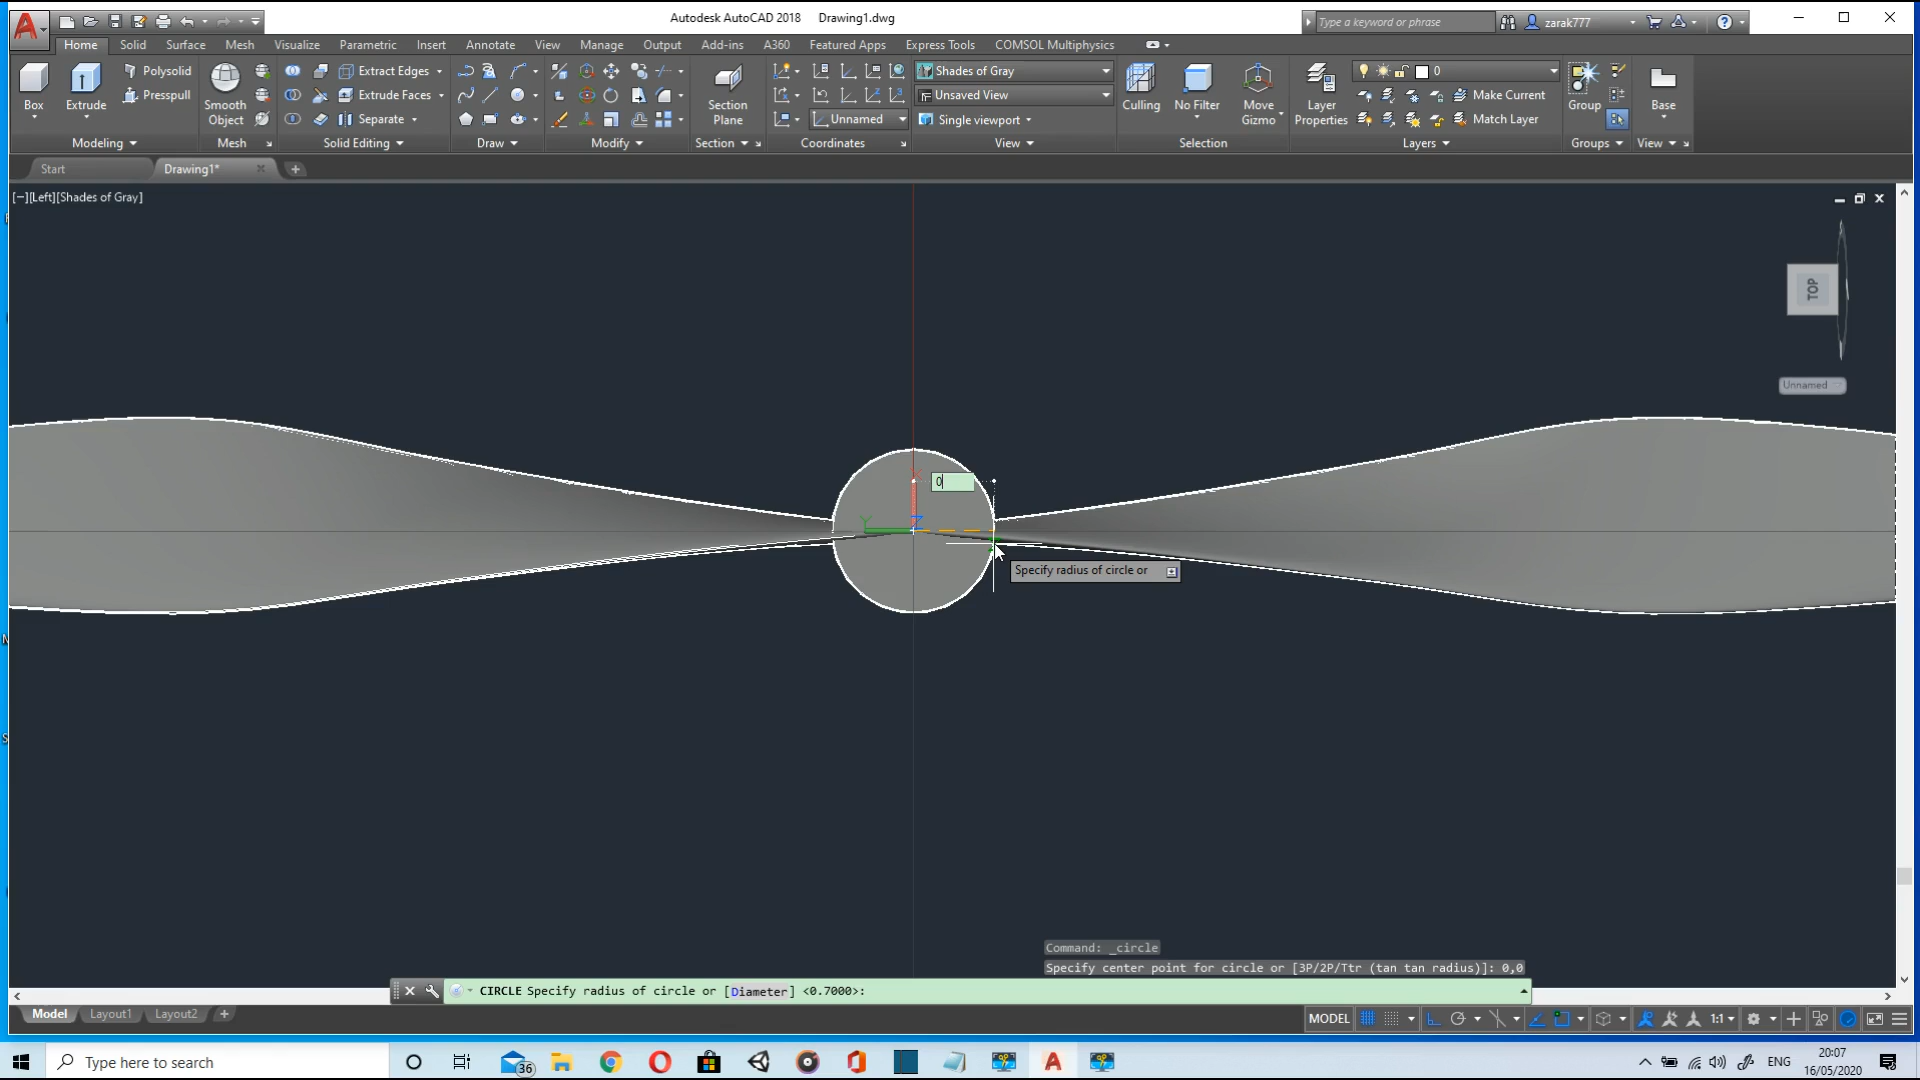 Autodesk AutoCAD 2018 Drawing1.dwg
Type a keyword or phrase
zarak777
Home Solid Surface Mesh Visualize Parametric Insert Annotate View Manage Output Add-ins A360 Featured Apps Express Tools COMSOL Multiphysics
Polysolid Extract Edges Shades of Gray 0
Presspull Extract Faces Unsaved View Make Current
Box Extrude Smooth Object Separate Section Plane Unnamed Single viewport Culling No Filter Move Gizmo Layer Properties Match Layer Group Base
Modeling Mesh Solid Editing Draw Modify Section Coordinates View Selection Layers Groups View
Start Drawing1*
[−][Left][Shades of Gray]
TOP
Unnamed
X
0
Y Z
Specify radius of circle or
Command: _circle
Specify center point for circle or [3P/2P/Ttr (tan tan radius)]: 0,0
CIRCLE Specify radius of circle or [Diameter] <0.7000>:
Model Layout1 Layout2
MODEL 1:1
Type here to search
36
ENG
20:07
16/05/2020